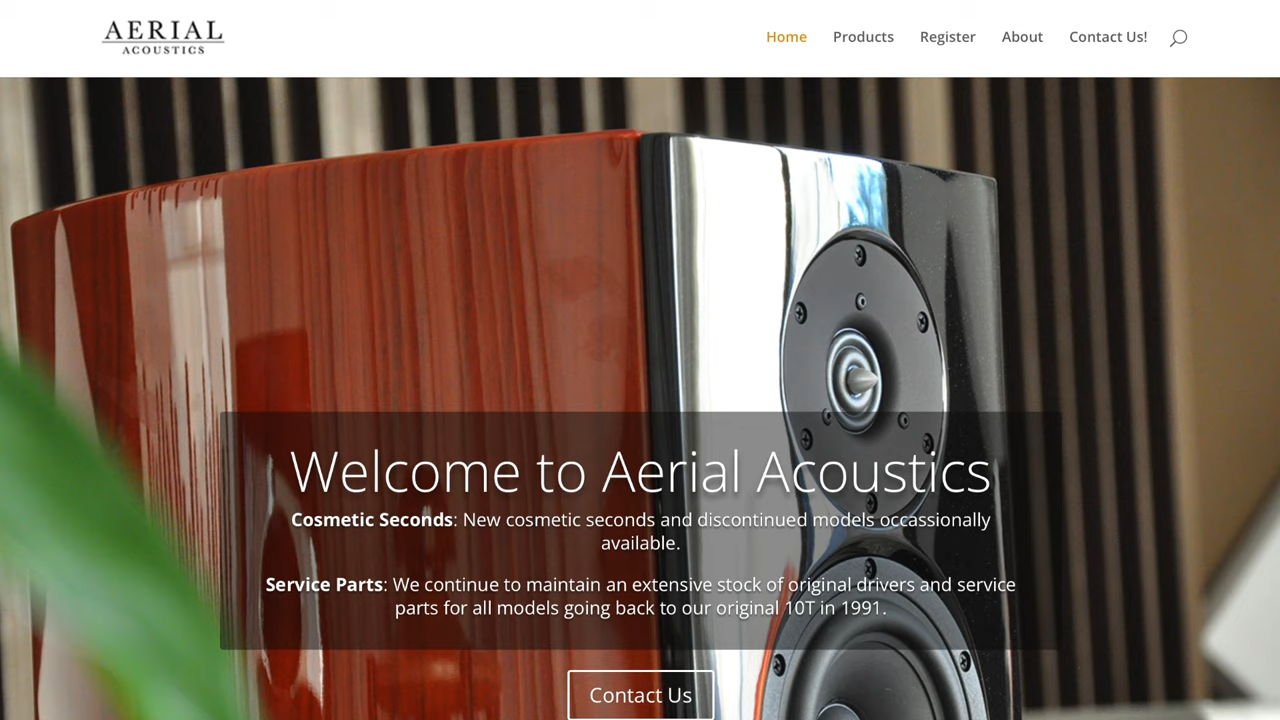 AERIAL
ACOUSTICS
Home Products Register About Contact Us!
Welcome to Aerial Acoustics
Cosmetic Seconds: New cosmetic seconds and discontinued models occassionally
available.
Service Parts: We continue to maintain an extensive stock of original drivers and service
parts for all models going back to our original 10T in 1991.
Contact Us